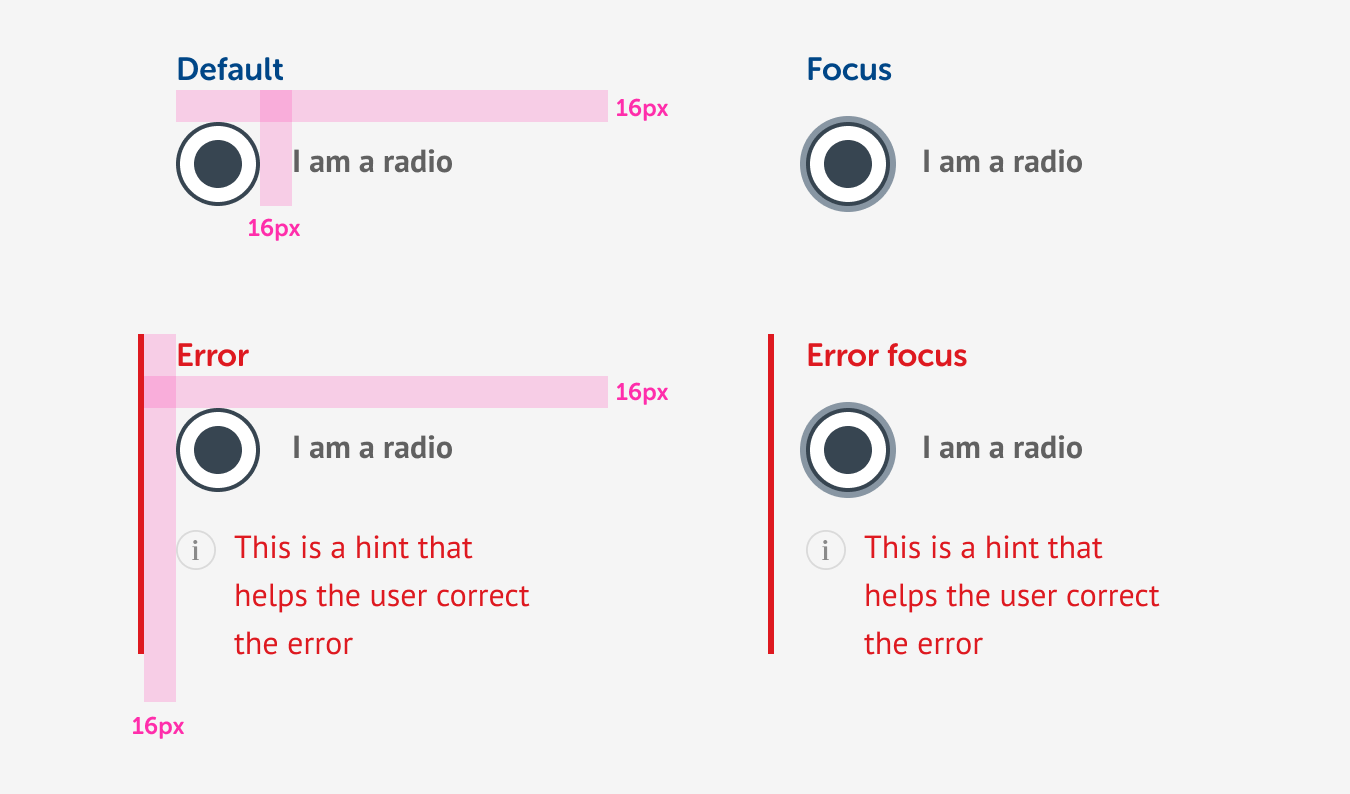 Default
16px
I am a radio
16px
Focus
I am a radio
Error
16px
I am a radio
i
This is a hint that
helps the user correct
the error
16px
Error focus
I am a radio
i
This is a hint that
helps the user correct
the error